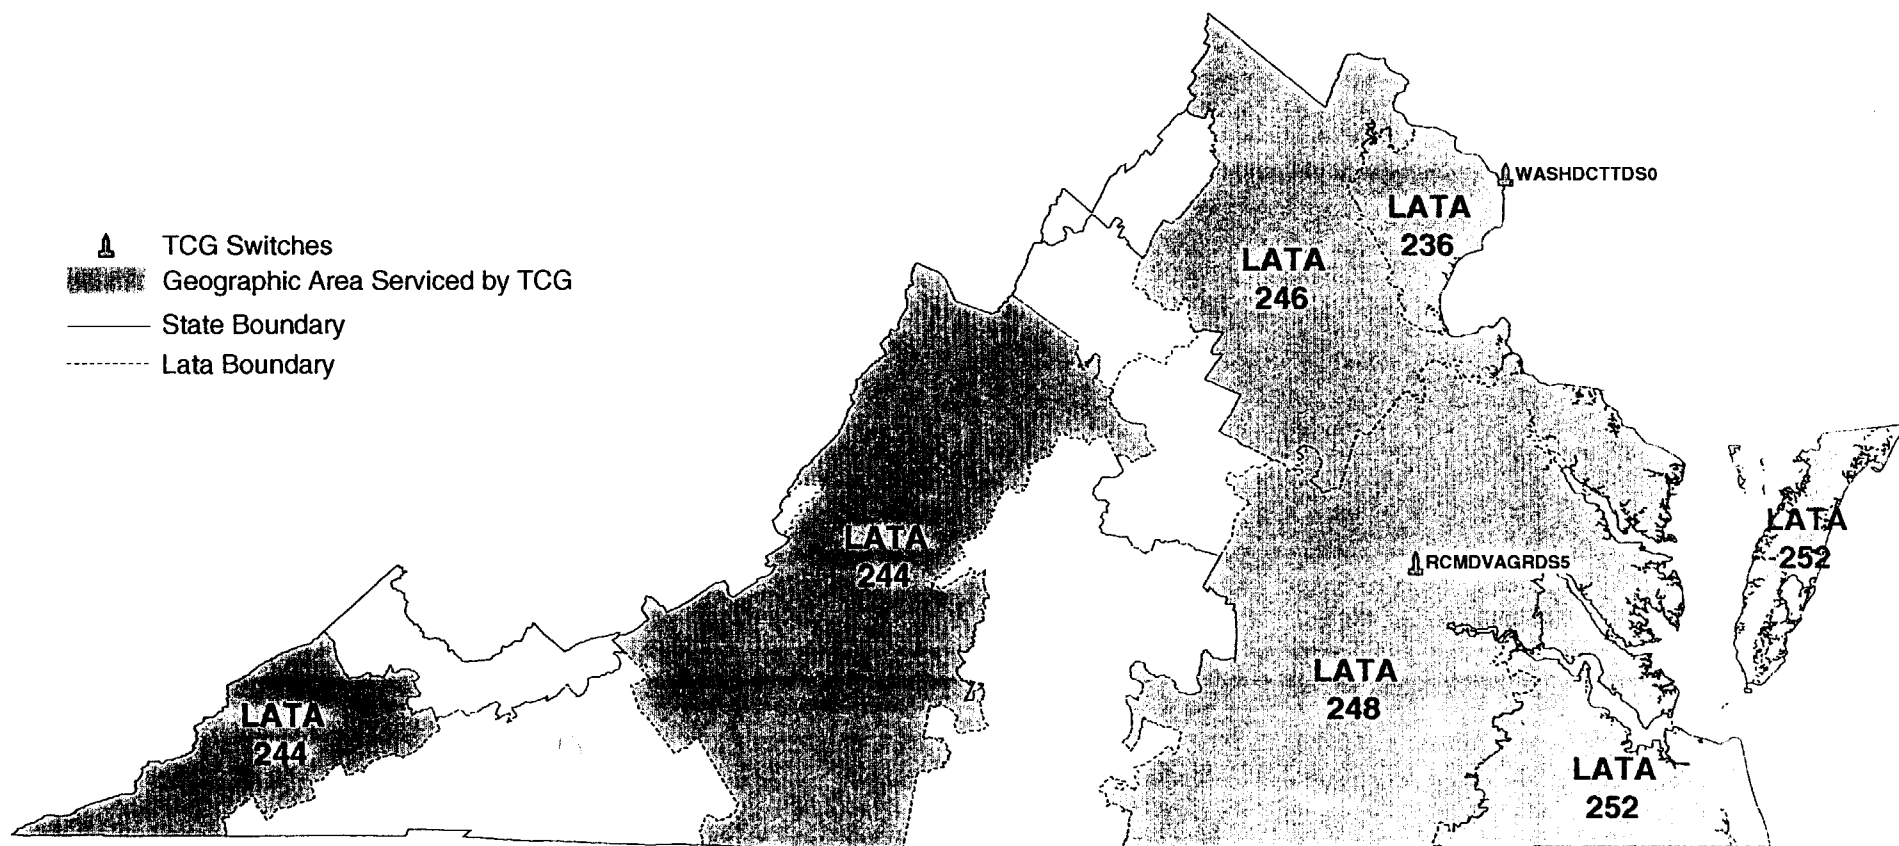 TCG Switches
Geographic Area Serviced by TCG
State Boundary
Lata Boundary
WASHDCTTDS0
LATA
236
LATA
246
LATA
244
LATA
252
RCMDVAGRDS5
LATA
248
LATA
244
LATA
252